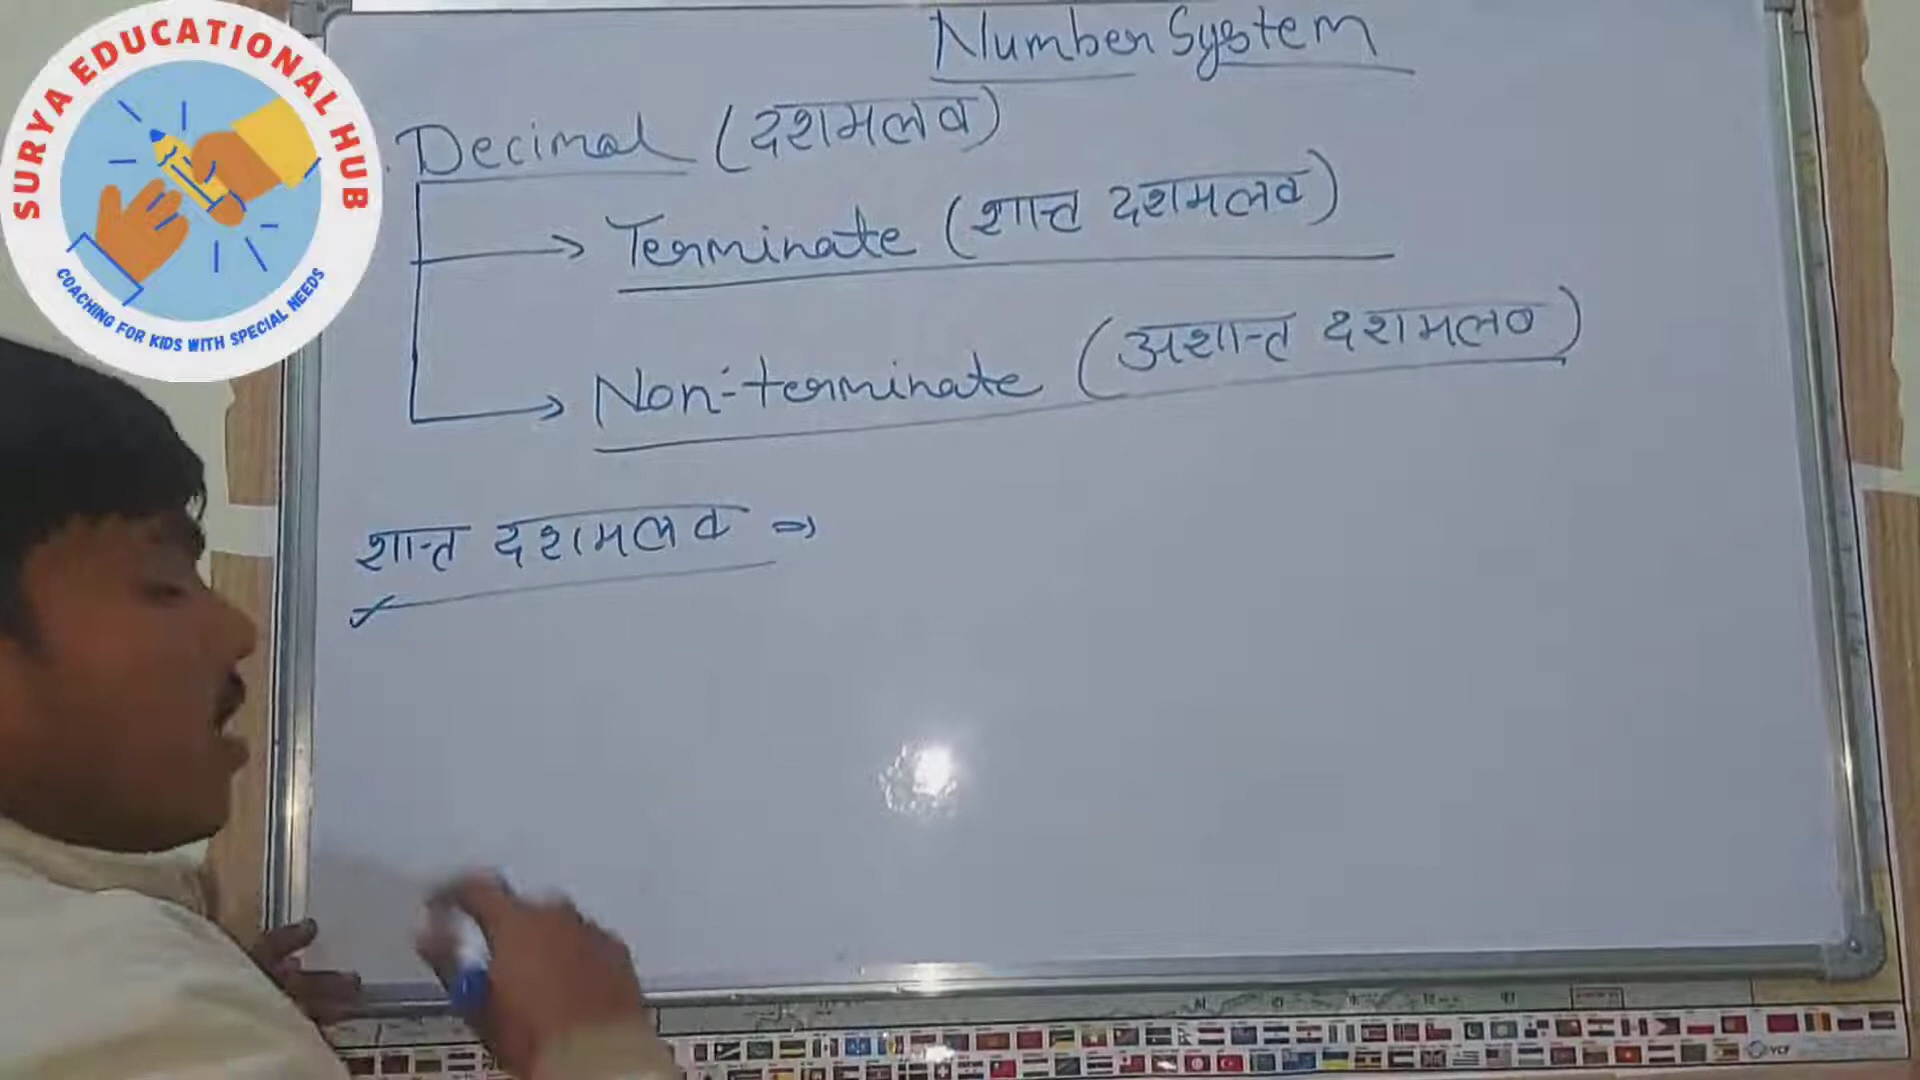 SURYA EDUCATIONAL HUB
COACHING FOR KIDS WITH SPECIAL NEEDS
Number System
Decimal (दशमलव)
→ Terminate (शान्त दशमलव)
→ Non-terminate (अशान्त दशमलव)
शान्त दशमलव ⇒